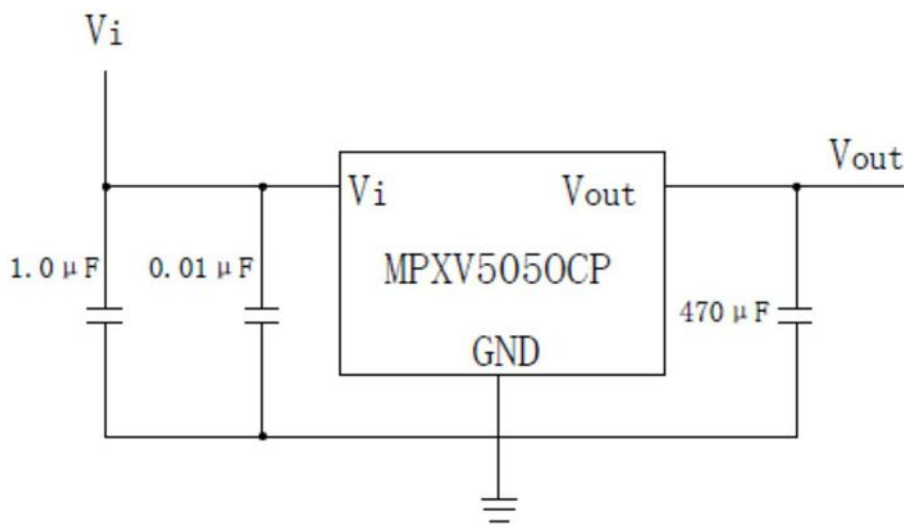 Vi
Vout
Vi
Vout
1.0μF
0.01μF
MPXV5050CP
470μF
GND